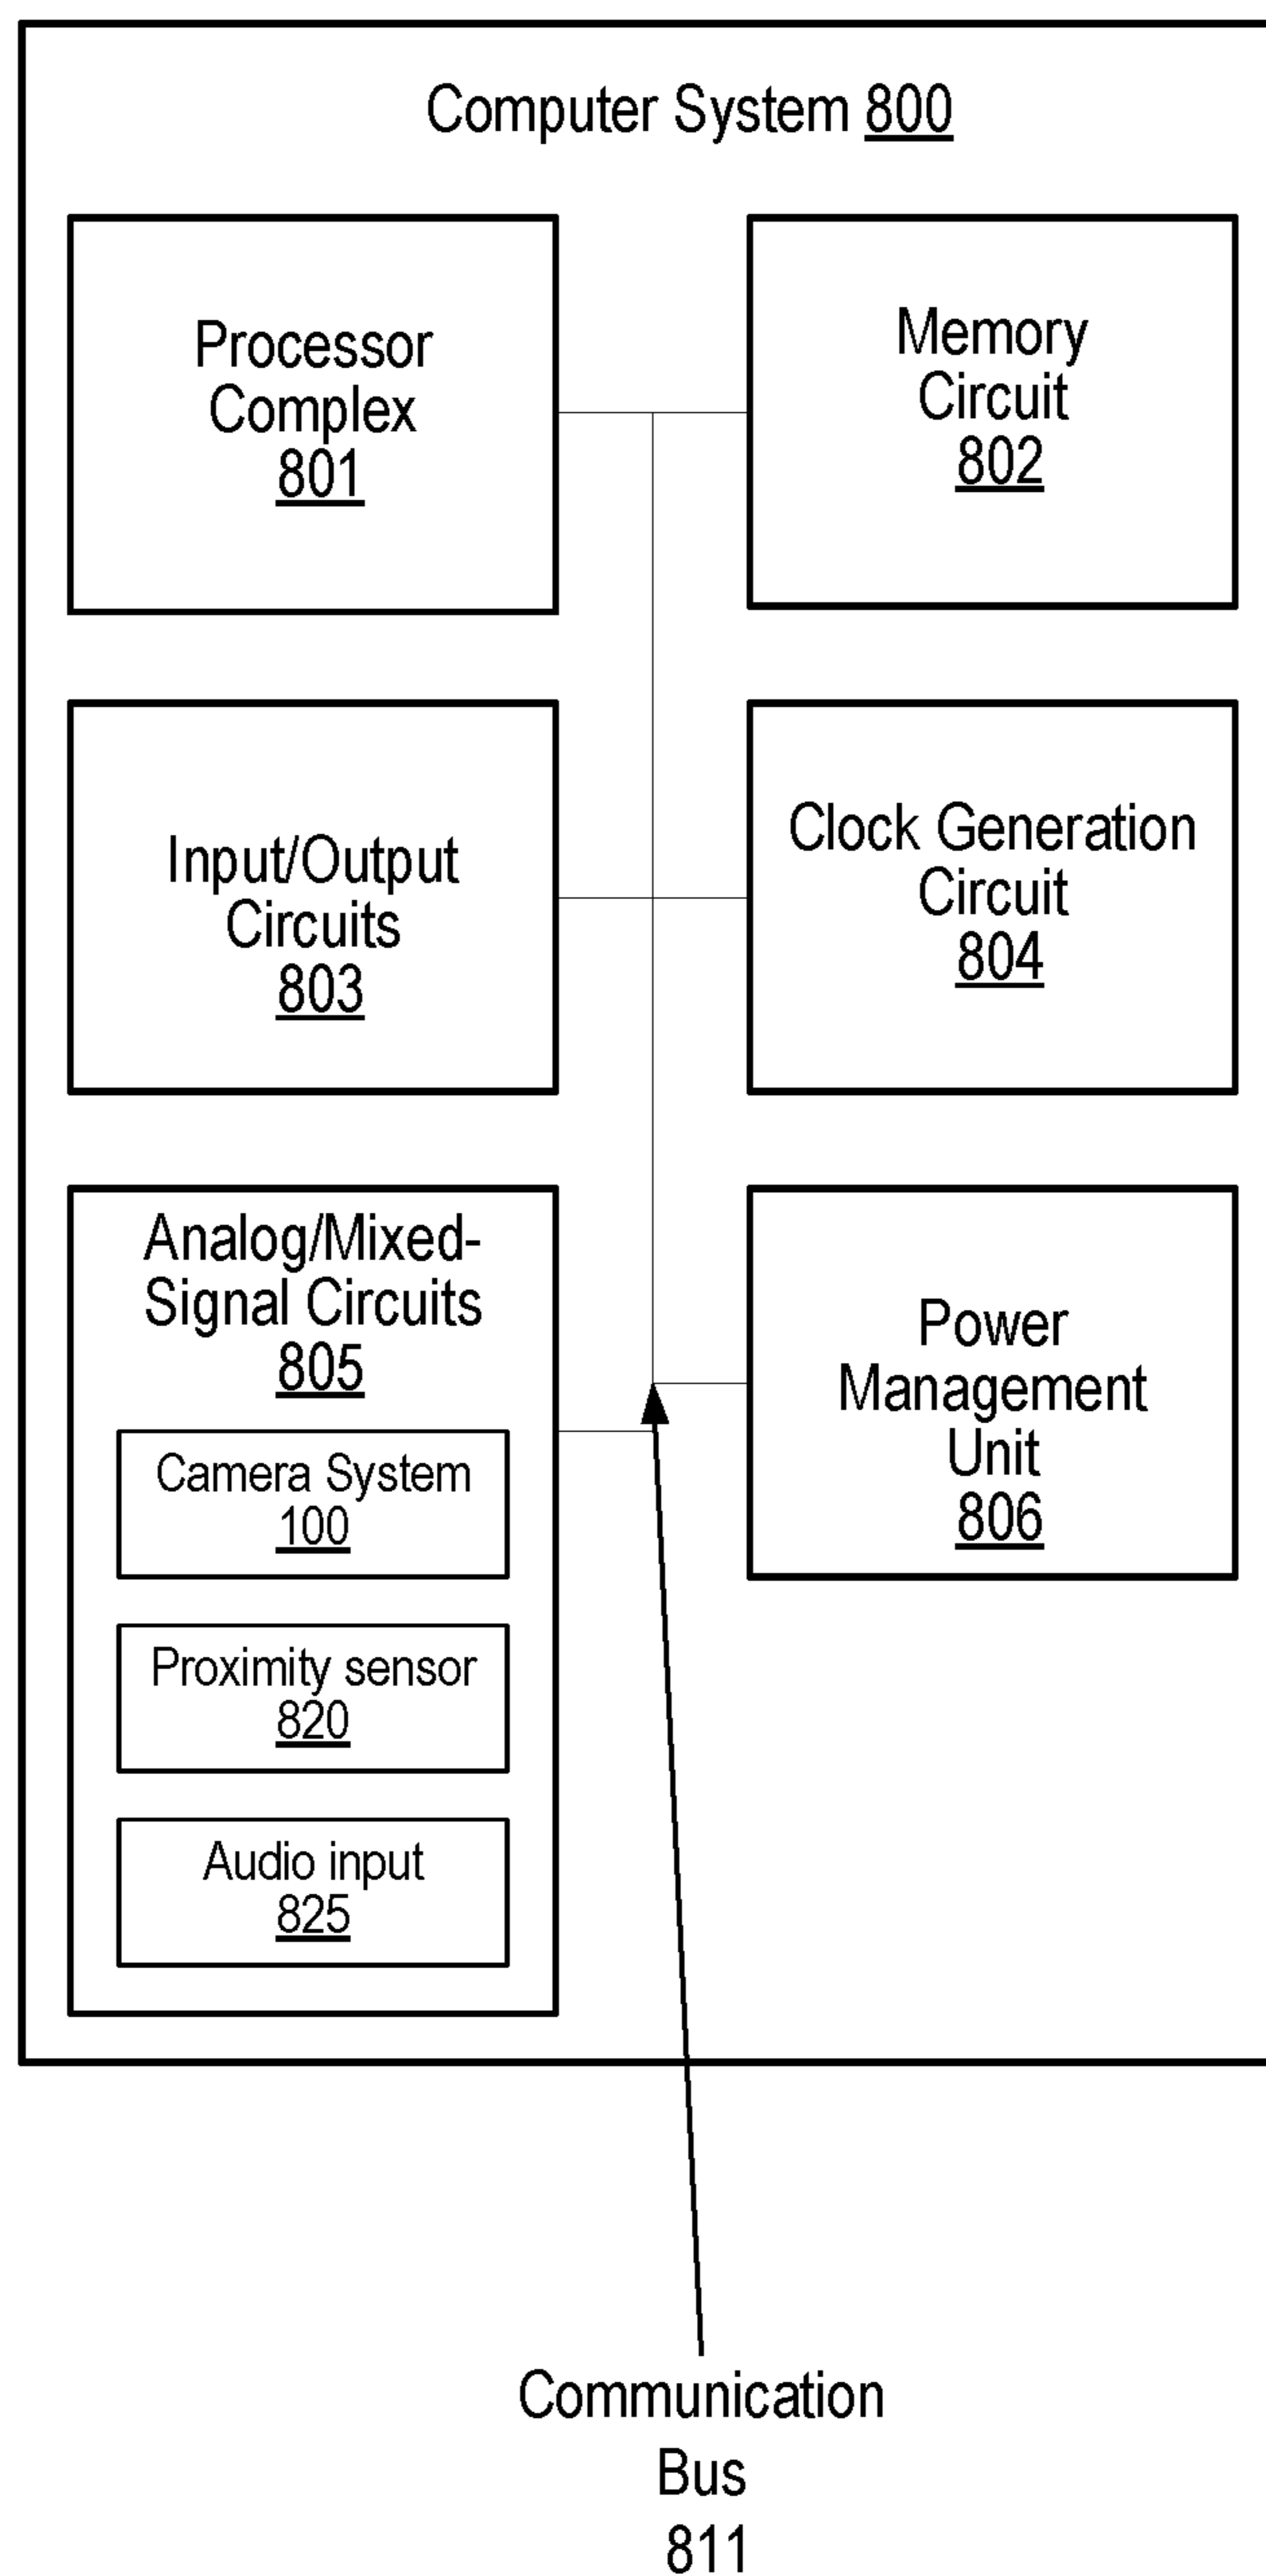 Computer System 800
Processor
Complex
801
Memory
Circuit
802
Input/Output
Circuits
803
Clock Generation
Circuit
804
Analog/Mixed-
Signal Circuits
805
Camera System
100
Proximity sensor
820
Audio input
825
Power
Management
Unit
806
Communication
Bus
811